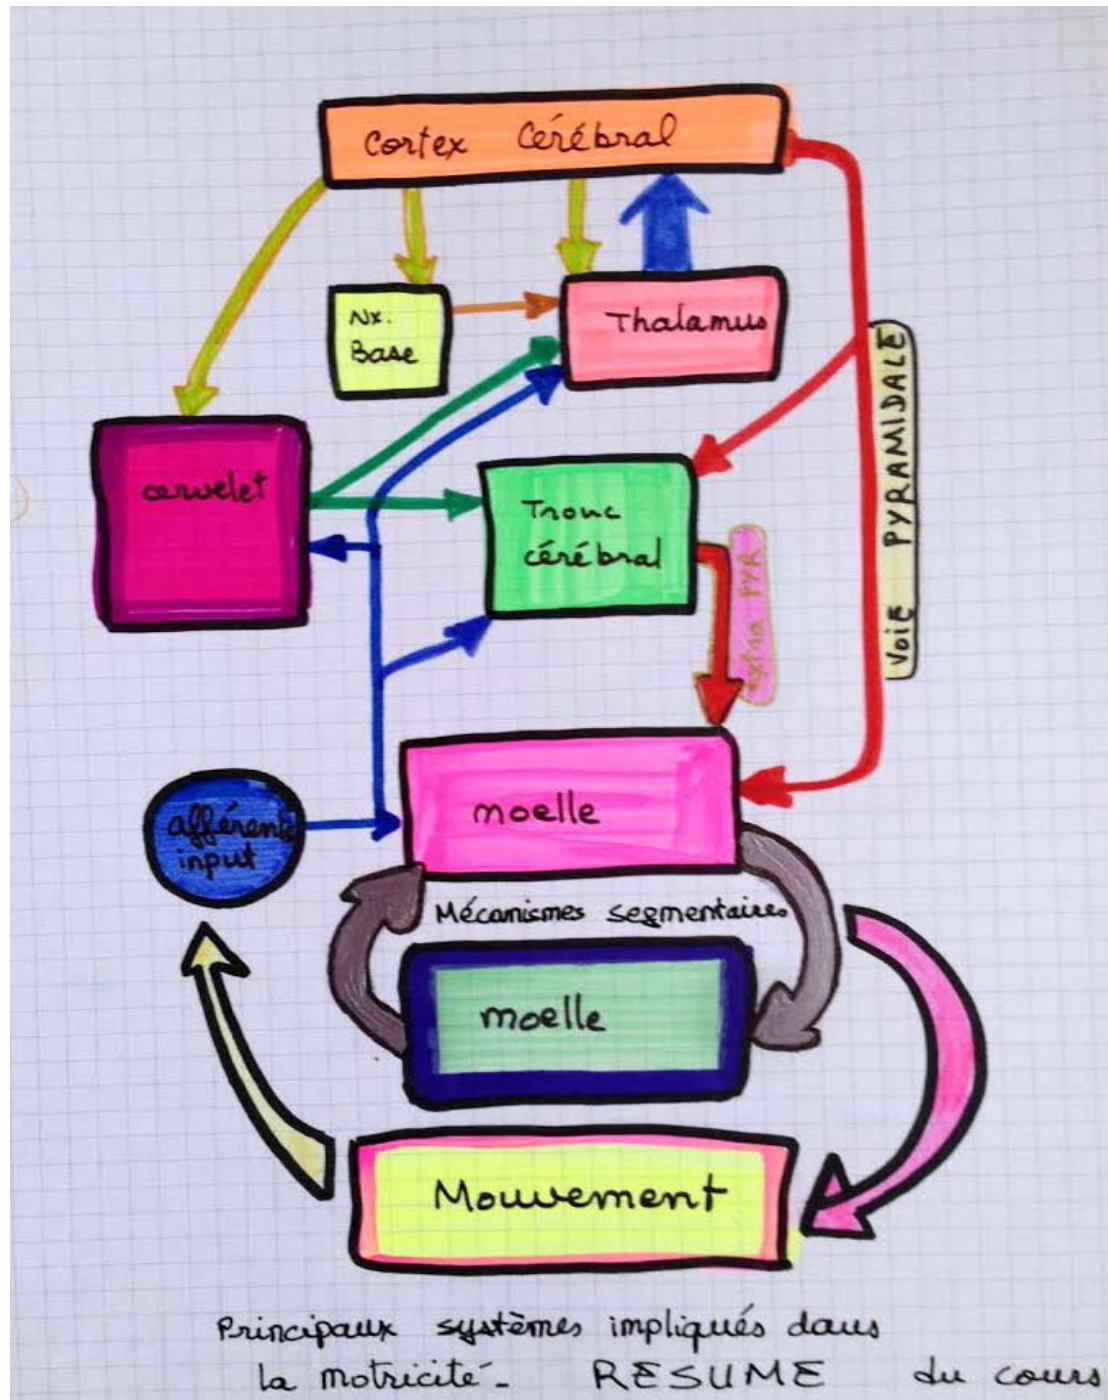 Cortex Cérébral
Nx.
Base
Thalamus
cervelet
Tronc
cérébral
extra PYR
VOIE PYRAMIDALE
afférents
input
moelle
Mécanismes segmentaires
moelle
Mouvement
Principaux systèmes impliqués dans
la motricité - RESUME du cours